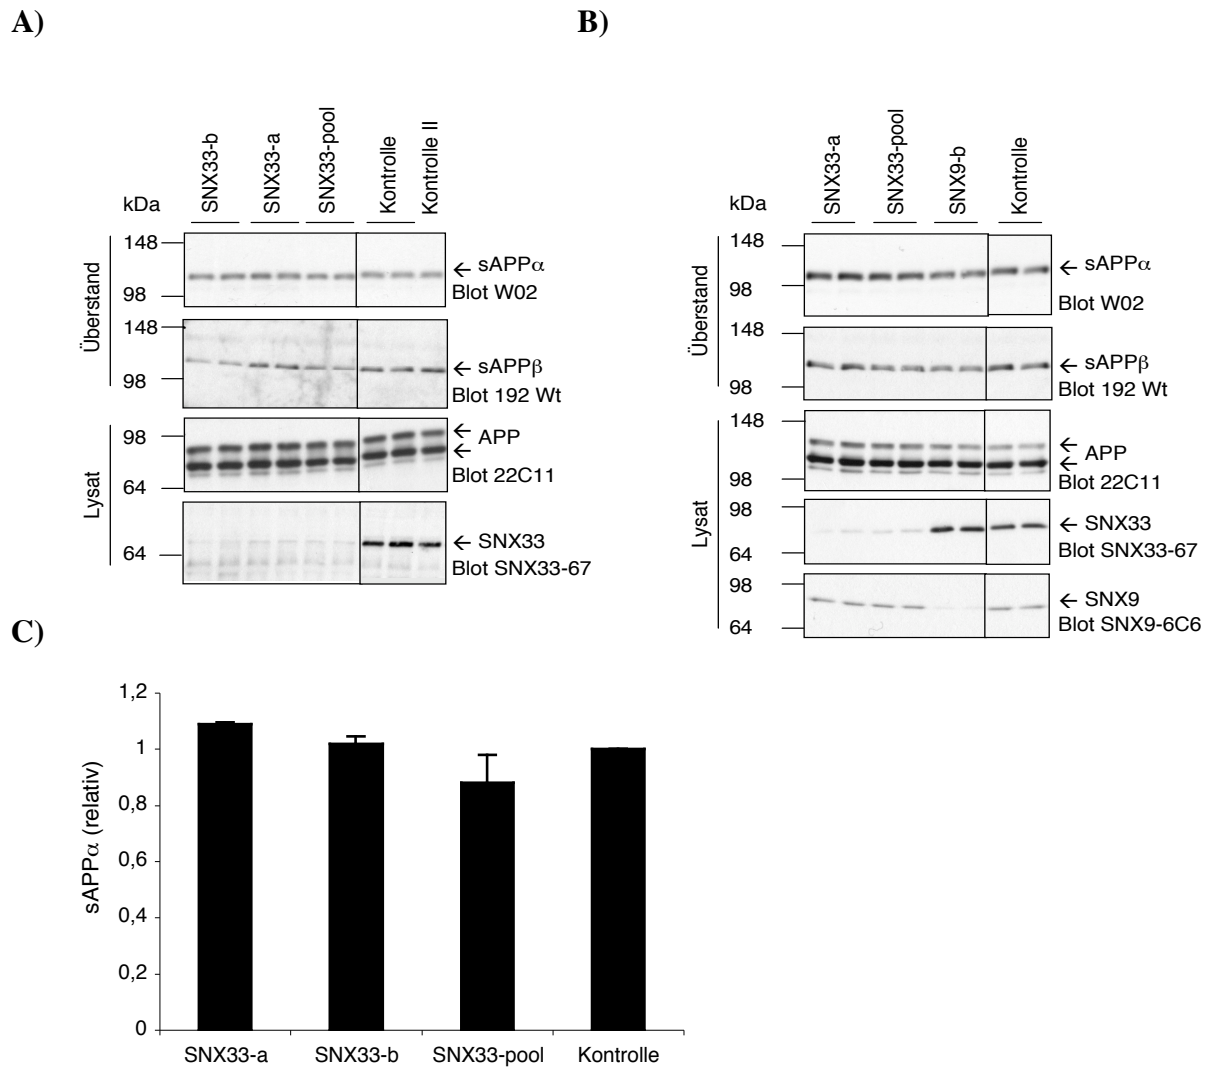 A)
SNX33-b
SNX33-a
SNX33-pool
Kontrolle
Kontrolle II
kDa
Überstand
148
98
← sAPPα
Blot W02
148
98
← sAPPβ
Blot 192 Wt
Lysat
98
64
← APP
←
Blot 22C11
64
← SNX33
Blot SNX33-67
B)
SNX33-a
SNX33-pool
SNX9-b
Kontrolle
kDa
Überstand
148
98
← sAPPα
Blot W02
148
98
← sAPPβ
Blot 192 Wt
Lysat
148
98
← APP
←
Blot 22C11
98
64
← SNX33
Blot SNX33-67
98
64
← SNX9
Blot SNX9-6C6
C)
sAPPα (relativ)
1,2
1
0,8
0,6
0,4
0,2
0
SNX33-a
SNX33-b
SNX33-pool
Kontrolle